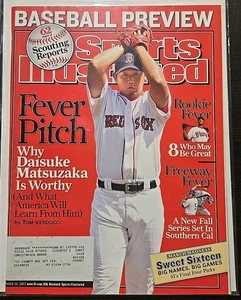 BASEBALL PREVIEW
62
Scouting
Reports
Sports
Illustrated
Fever
Pitch
Why
Daisuke
Matsuzaka
Is Worthy
(And What
America Will
Learn From Him)
by TOM VERDUCCI
RED SOX
Rookie
Fever
8 Who May
Be Great
Freeway
Fever
A New Fall
Series Set In
Southern Cal
MARCH MADNESS
Sweet Sixteen
BIG NAMES, BIG GAMES
SI's Final Four Picks